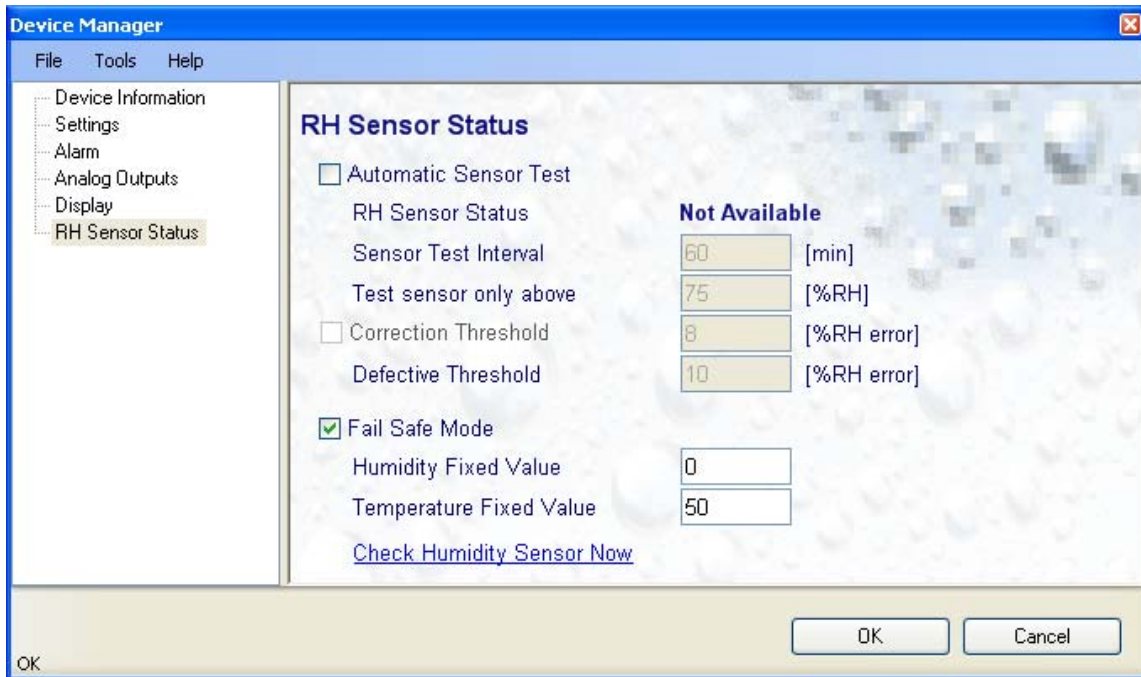 Device Manager
File Tools Help
Device Information
Settings
Alarm
Analog Outputs
Display
RH Sensor Status
RH Sensor Status
Automatic Sensor Test
RH Sensor Status Not Available
Sensor Test Interval 60 [min]
Test sensor only above 75 [%RH]
Correction Threshold 8 [%RH error]
Defective Threshold 10 [%RH error]
Fail Safe Mode
Humidity Fixed Value 0
Temperature Fixed Value 50
Check Humidity Sensor Now
OK Cancel
OK